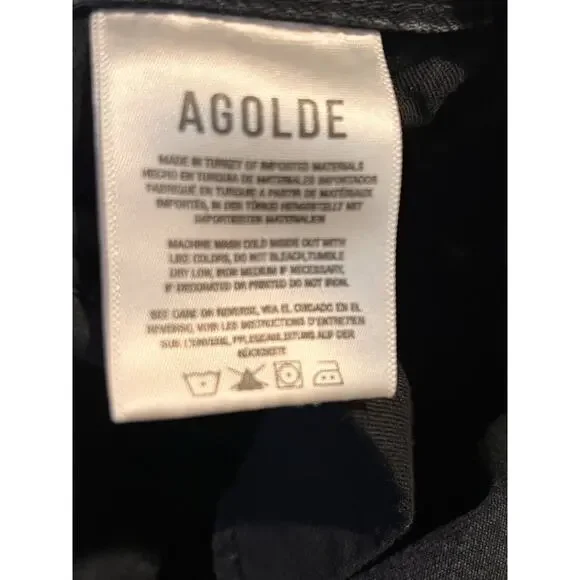 AGOLDE
MADE IN TURKEY OF IMPORTED MATERIALS
HECHO EN TURQUIA DE MATERIALES IMPORTADOS
FABRIQUÉ EN TURQUIE A PARTIR DE MATÉRIAUX
IMPORTÉS, IN DER TÜRKEI HERGESTELLT MIT
IMPORTIERTEN MATERIALIEN
MACHINE WASH COLD INSIDE OUT WITH
LIKE COLORS, DO NOT BLEACH, TUMBLE
DRY LOW, IRON MEDIUM IF NECESSARY,
IF DECORATED OR PRINTED DO NOT IRON.
SEE CARE ON REVERSE, VEA EL CUIDADO EN EL
REVERSO, VOIR LES INSTRUCTIONS D'ENTRETIEN
SUR L'ENVERS, PFLEGEANLEITUNG AUF DER
RÜCKSEITE